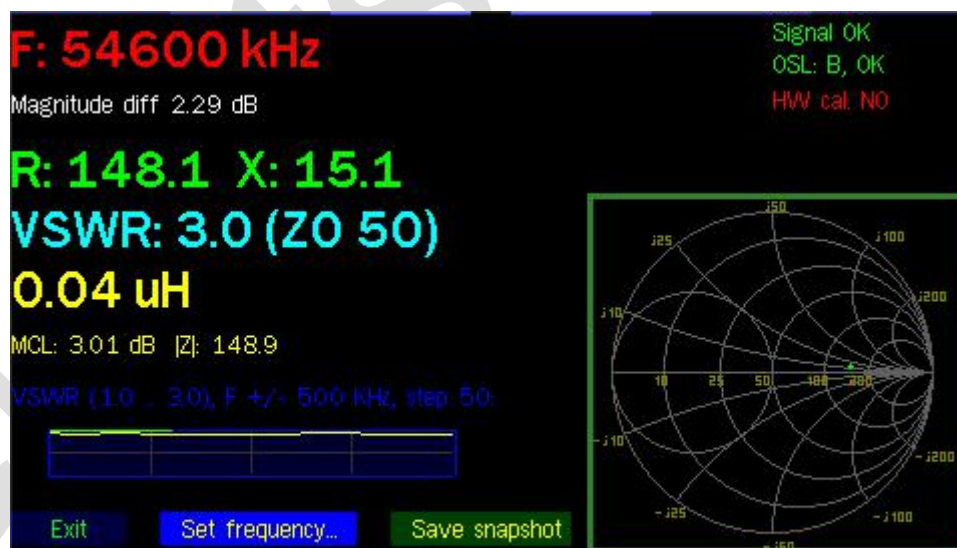 F: 54600 kHz
Magnitude diff 2.29 dB
Signal OK
OSL: B, OK
HW cal: NO
R: 148.1 X: 15.1
VSWR: 3.0 (Z0 50)
0.04 uH
MCL: 3.01 dB |Z|: 148.9
VSWR (1.0 .. 3.0), F +/- 500 KHz, step 50:
j50
j25
j100
j10
j200
10 25 50 100 200
-j10
-j200
-j25
-j100
-j50
Exit
Set frequency...
Save snapshot